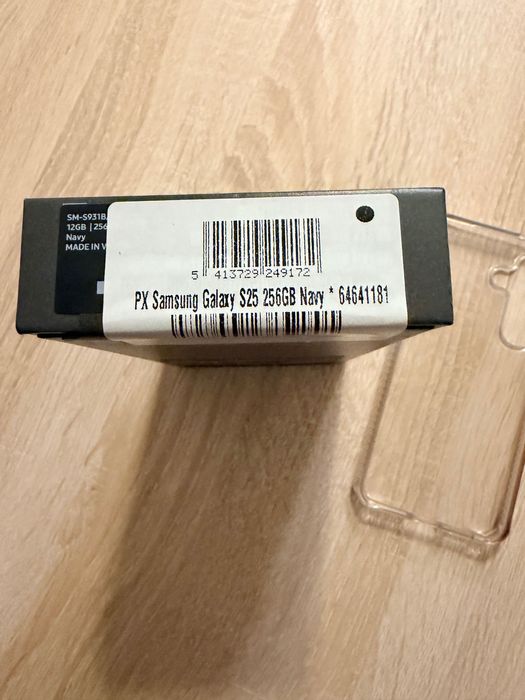 SM-S931B
12GB | 256
Navy
MADE IN V
5 413729 249172
PX Samsung Galaxy S25 256GB Navy * 64641181